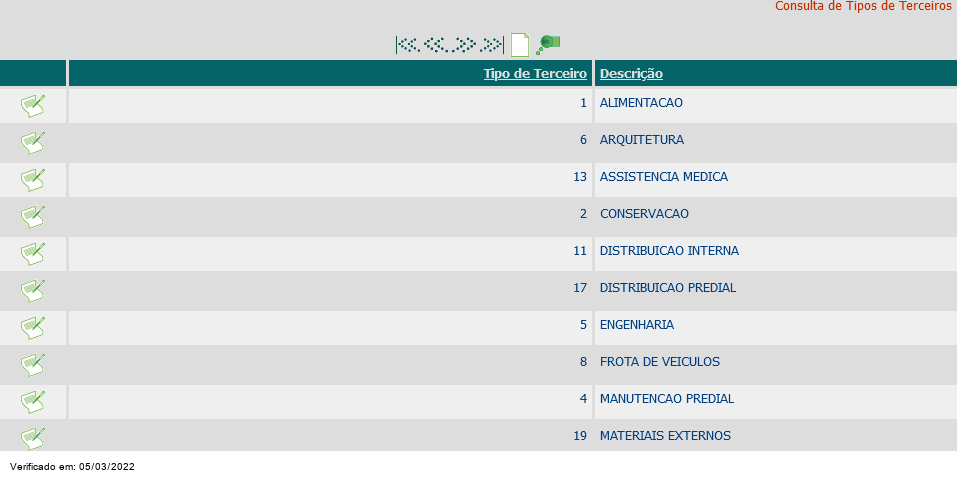 Consulta de Tipos de Terceiros
Tipo de Terceiro Descrição
1 ALIMENTACAO
6 ARQUITETURA
13 ASSISTENCIA MEDICA
2 CONSERVACAO
11 DISTRIBUICAO INTERNA
17 DISTRIBUICAO PREDIAL
5 ENGENHARIA
8 FROTA DE VEICULOS
4 MANUTENCAO PREDIAL
19 MATERIAIS EXTERNOS
Verificado em: 05/03/2022